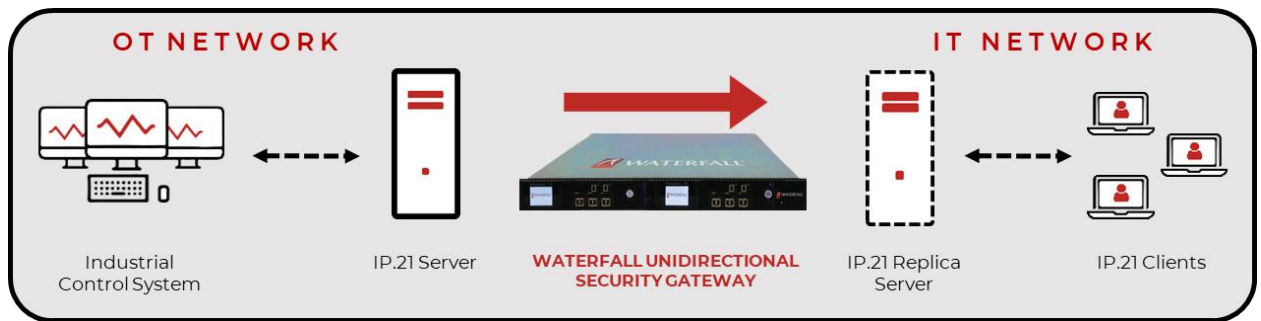 OT NETWORK
IT NETWORK
WATERFALL
Industrial
Control System
IP.21 Server
WATERFALL UNIDIRECTIONAL
SECURITY GATEWAY
IP.21 Replica
Server
IP.21 Clients